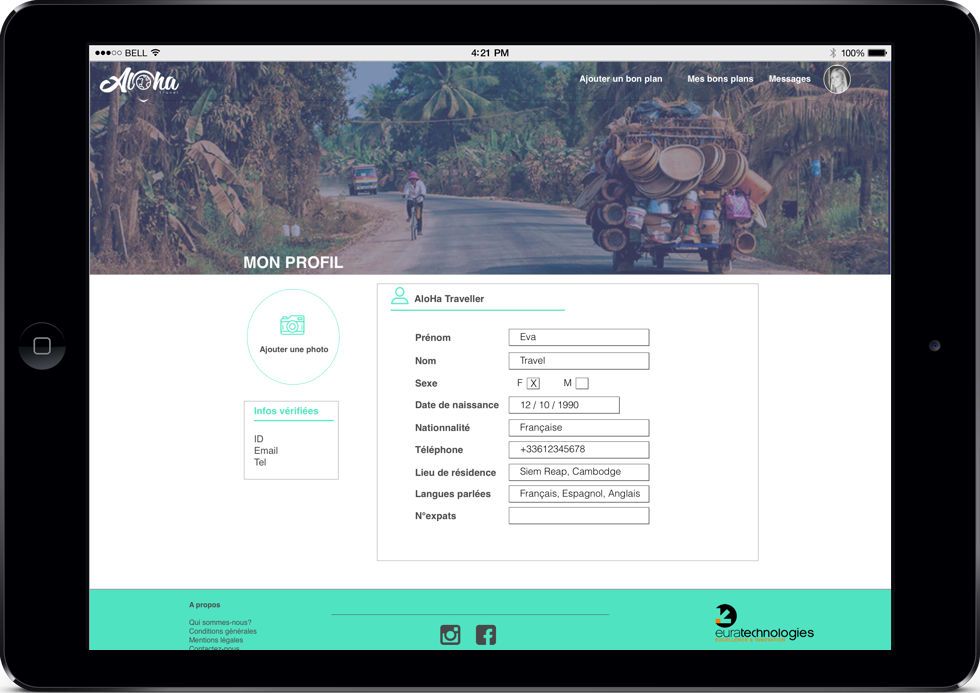 BELL
4:21 PM
100%
Aloha
Travel
Ajouter un bon plan
Mes bons plans
Messages
MON PROFIL
Ajouter une photo
Infos vérifiées
ID
Email
Tel
AloHa Traveller
Prénom Eva
Nom Travel
Sexe F X M
Date de naissance 12 / 10 / 1990
Nationnalité Française
Téléphone +33612345678
Lieu de résidence Siem Reap, Cambodge
Langues parlées Français, Espagnol, Anglais
N°expats
A propos
Qui sommes-nous?
Conditions générales
Mentions légales
Contactez-nous
euratechnologies
EXCELLENCE & INNOVATION